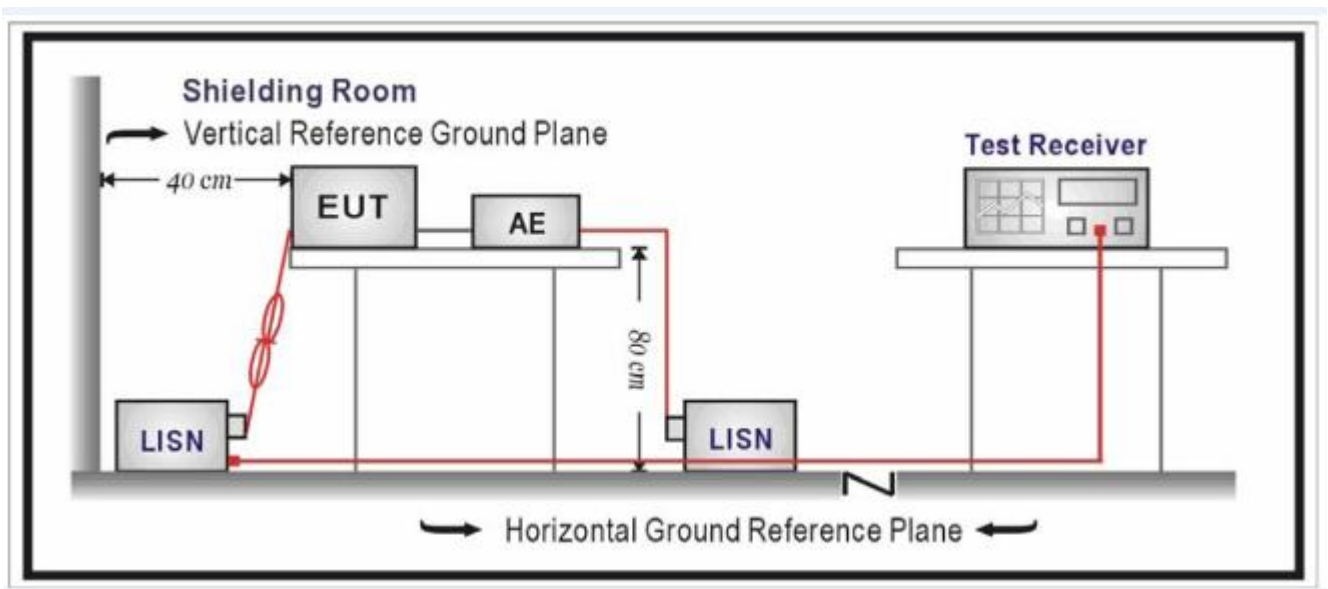 Shielding Room
Vertical Reference Ground Plane
Test Receiver
40 cm
EUT
AE
80 cm
LISN
LISN
Horizontal Ground Reference Plane